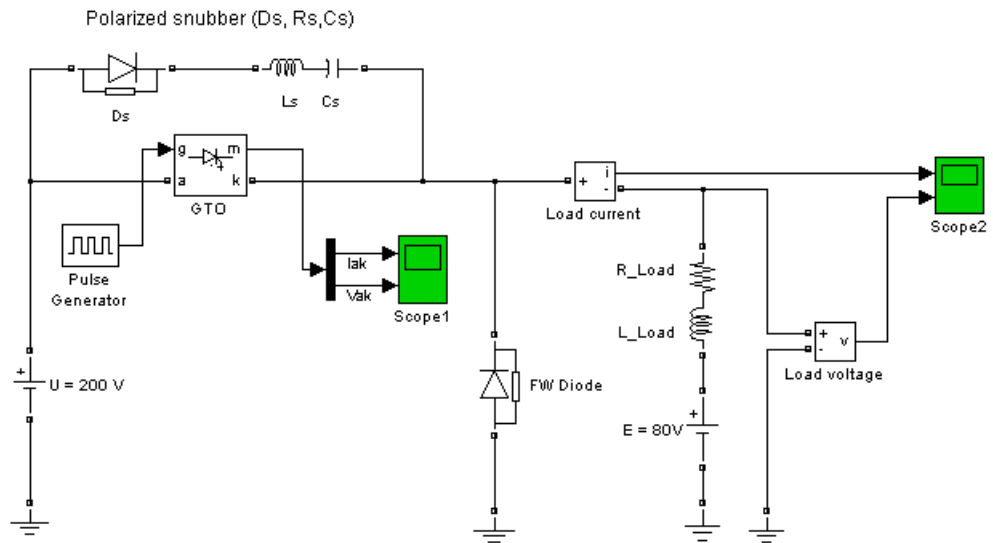 Polarized snubber (Ds, Rs,Cs)
Ds
Ls
Cs
g
m
a
k
GTO
Pulse
Generator
Iak
Vak
Scope1
U = 200 V
+
FW Diode
+
i
-
Load current
Scope2
R_Load
L_Load
+
E = 80V
+
-
v
Load voltage